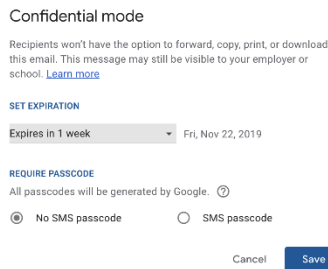 Confidential mode
Recipients won't have the option to forward, copy, print, or download
this email. This message may still be visible to your employer or
school. Learn more
SET EXPIRATION
Expires in 1 week Fri, Nov 22, 2019
REQUIRE PASSCODE
All passcodes will be generated by Google. ?
No SMS passcode SMS passcode
Cancel Save